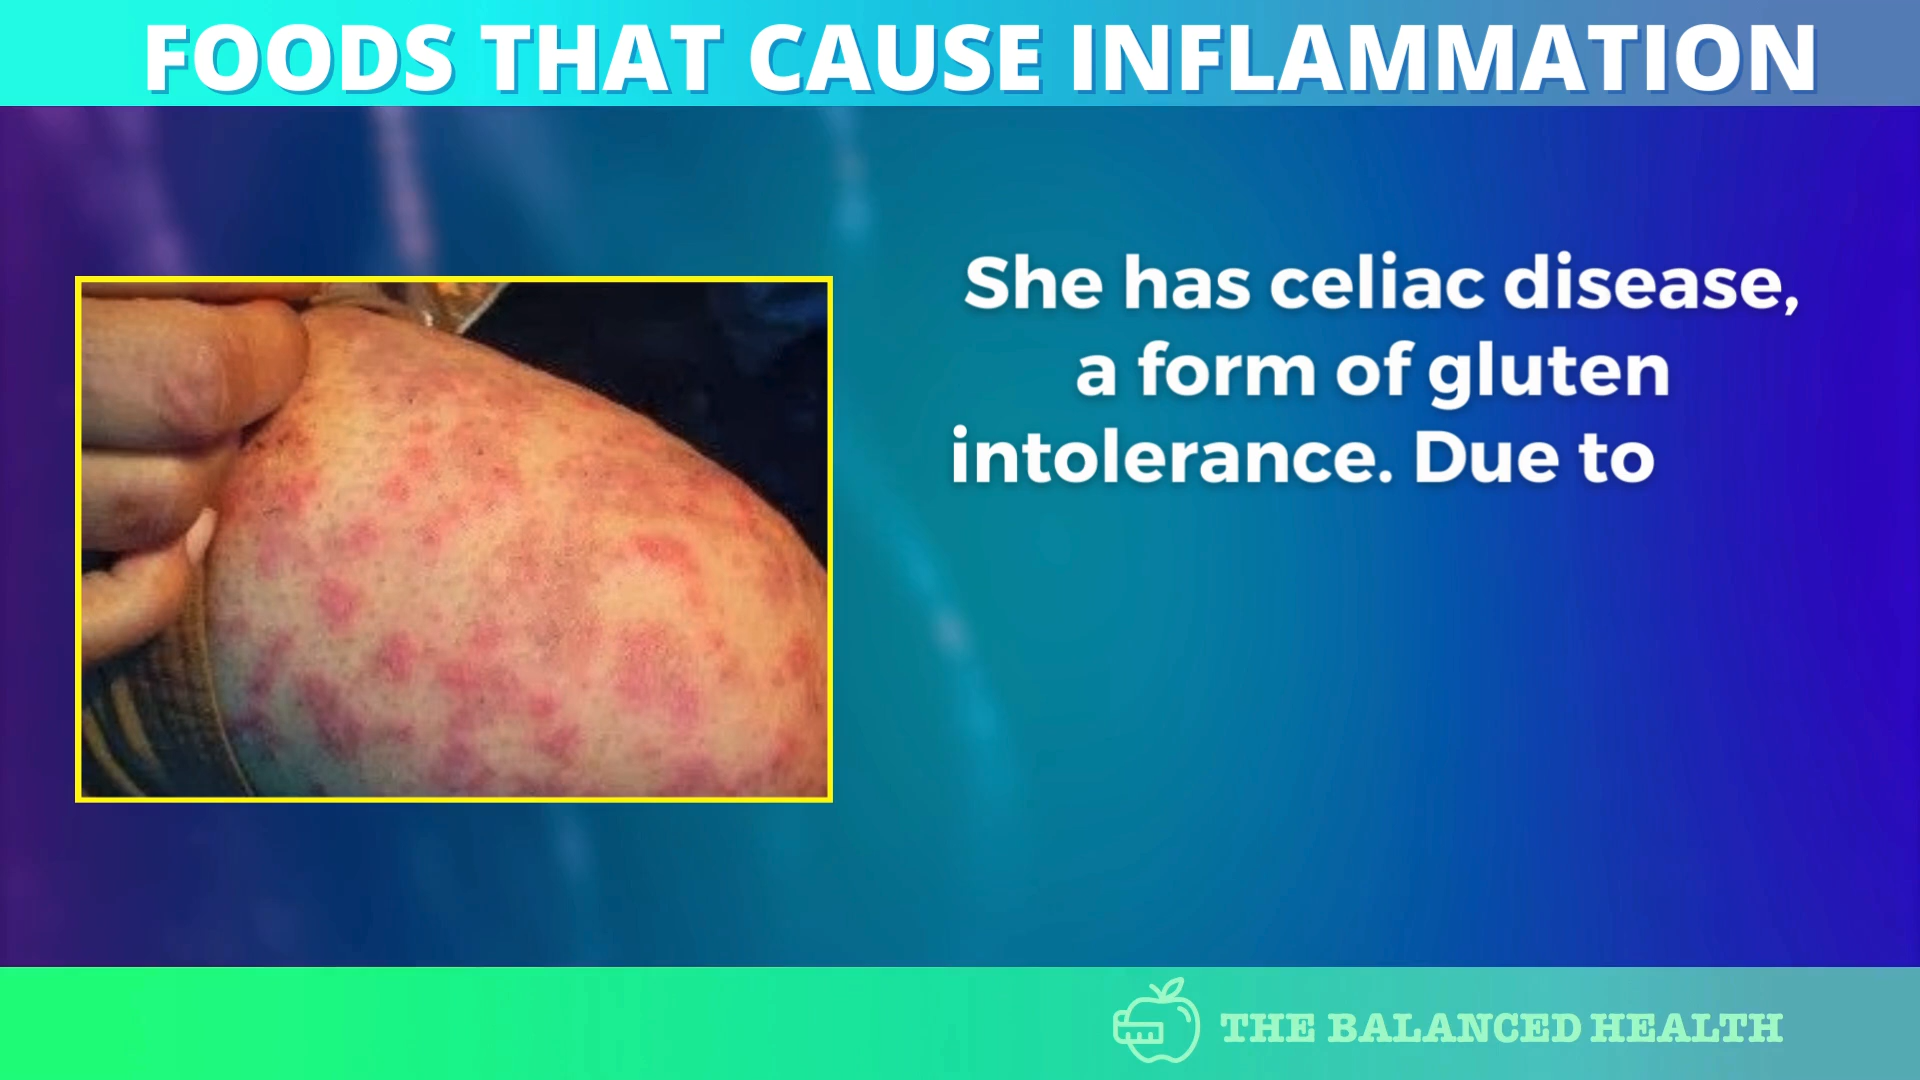 FOODS THAT CAUSE INFLAMMATION
She has celiac disease,
a form of gluten
intolerance. Due to
THE BALANCED HEALTH